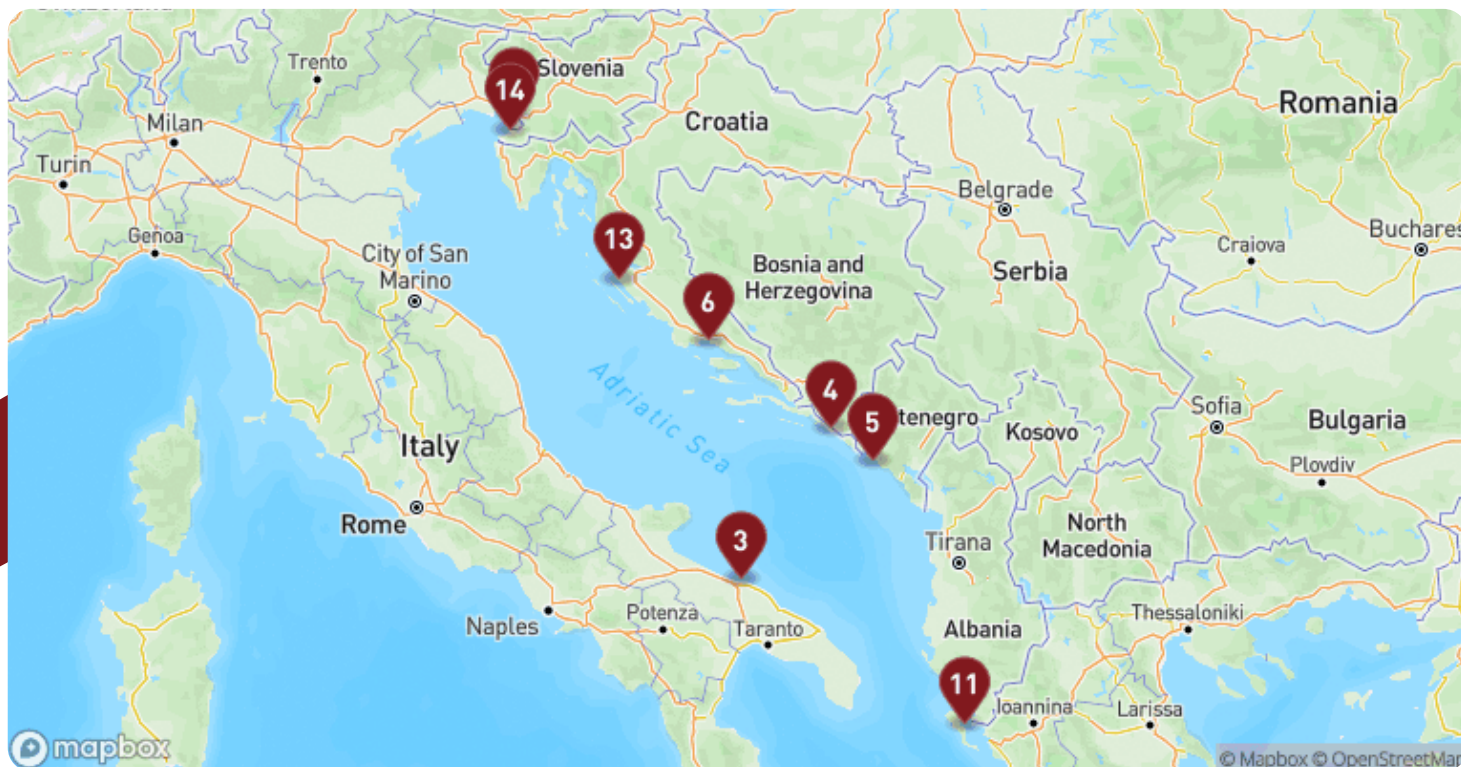 Slovenia
Trento
14
Romania
Milan
Croatia
Turin
Belgrade
Genoa
13
City of San
Marino
Bosnia and
Herzegovina
Serbia
Craiova
6
Adriatic Sea
4
5
tenegro
Kosovo
Sofia
Bulgaria
Italy
Plovdiv
Rome
3
North
Macedonia
Tirana
Naples
Potenza
Taranto
Albania
Thessaloniki
11
Ioannina
Larissa
Buchares
mapbox
© Mapbox © OpenStreetMap